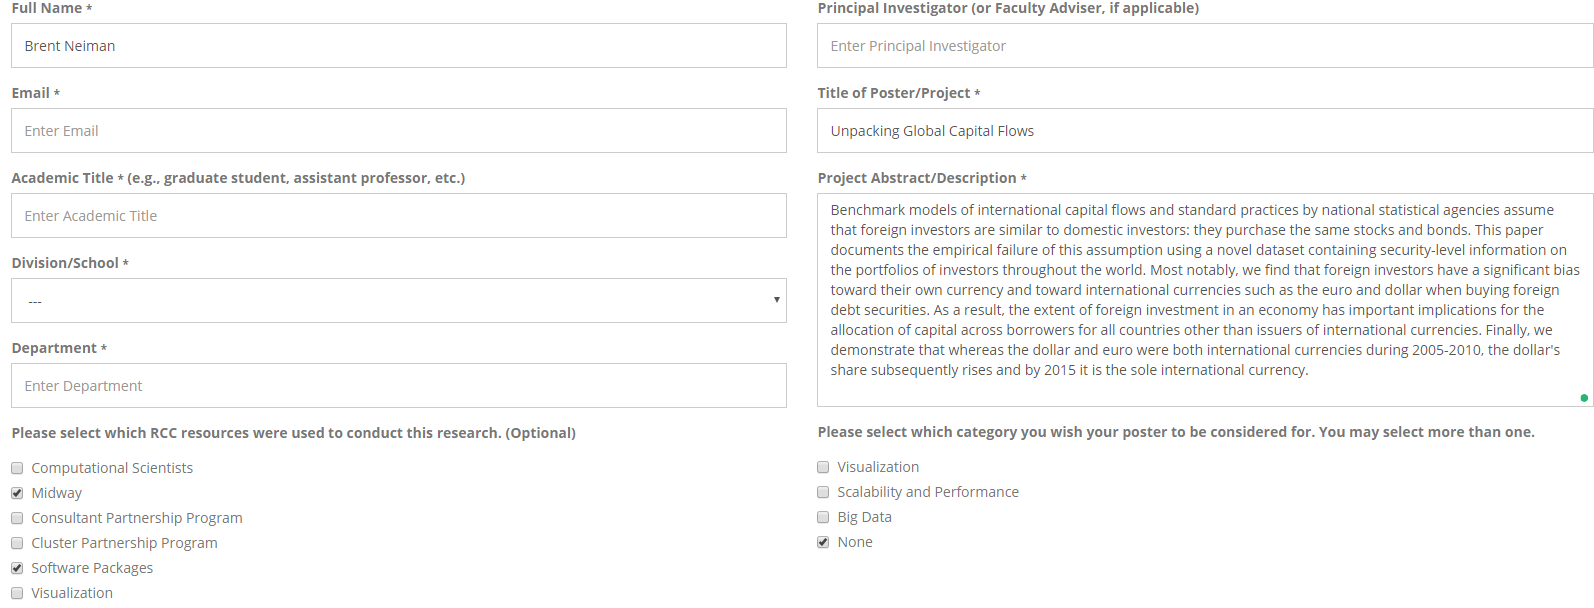 Full Name *
Brent Neiman
Email *
Enter Email
Academic Title * (e.g., graduate student, assistant professor, etc.)
Enter Academic Title
Division/School *
---
Department *
Enter Department
Please select which RCC resources were used to conduct this research. (Optional)
Computational Scientists
Midway
Consultant Partnership Program
Cluster Partnership Program
Software Packages
Visualization
Principal Investigator (or Faculty Adviser, if applicable)
Enter Principal Investigator
Title of Poster/Project *
Unpacking Global Capital Flows
Project Abstract/Description *
Benchmark models of international capital flows and standard practices by national statistical agencies assume
that foreign investors are similar to domestic investors: they purchase the same stocks and bonds. This paper
documents the empirical failure of this assumption using a novel dataset containing security-level information on
the portfolios of investors throughout the world. Most notably, we find that foreign investors have a significant bias
toward their own currency and toward international currencies such as the euro and dollar when buying foreign
debt securities. As a result, the extent of foreign investment in an economy has important implications for the
allocation of capital across borrowers for all countries other than issuers of international currencies. Finally, we
demonstrate that whereas the dollar and euro were both international currencies during 2005-2010, the dollar's
share subsequently rises and by 2015 it is the sole international currency.
Please select which category you wish your poster to be considered for. You may select more than one.
Visualization
Scalability and Performance
Big Data
None